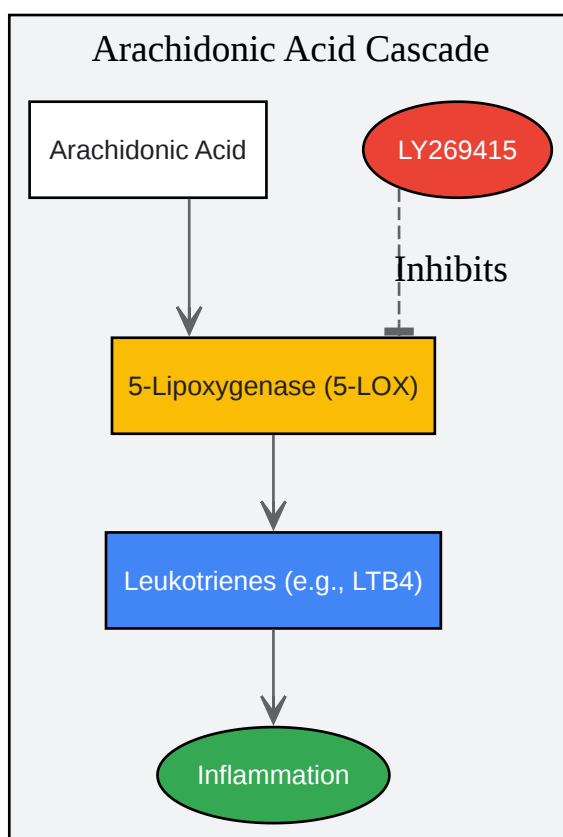 Arachidonic Acid Cascade
Arachidonic Acid
LY269415
Inhibits
5-Lipoxygenase (5-LOX)
Leukotrienes (e.g., LTB4)
Inflammation